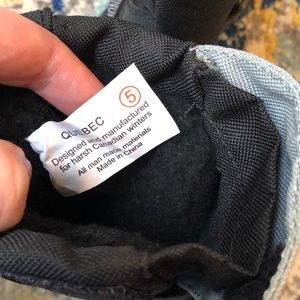 QUEBEC
5
Designed and manufactured
for harsh Canadian winters
All man made materials
Made in China